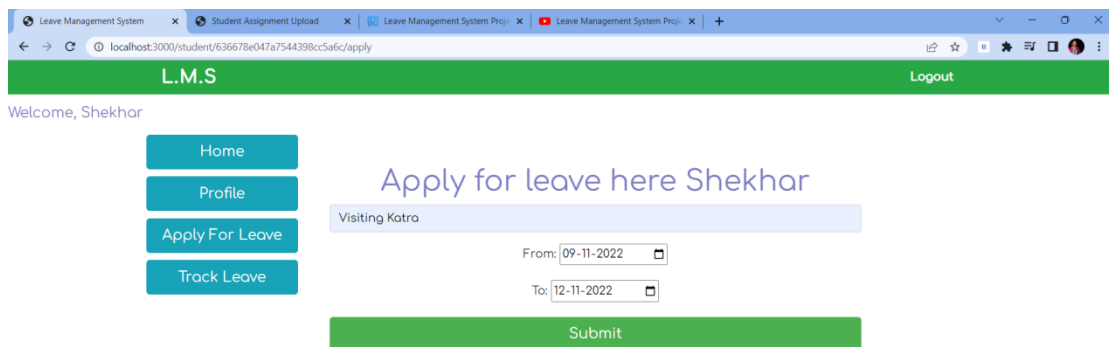 Leave Management System
Student Assignment Upload
Leave Management System Proje
Leave Management System Proje
localhost:3000/student/636678e047a7544398cc5a6c/apply
L.M.S
Logout
Welcome, Shekhar
Home
Profile
Apply For Leave
Track Leave
Apply for leave here Shekhar
Visiting Katra
From: 09-11-2022
To: 12-11-2022
Submit